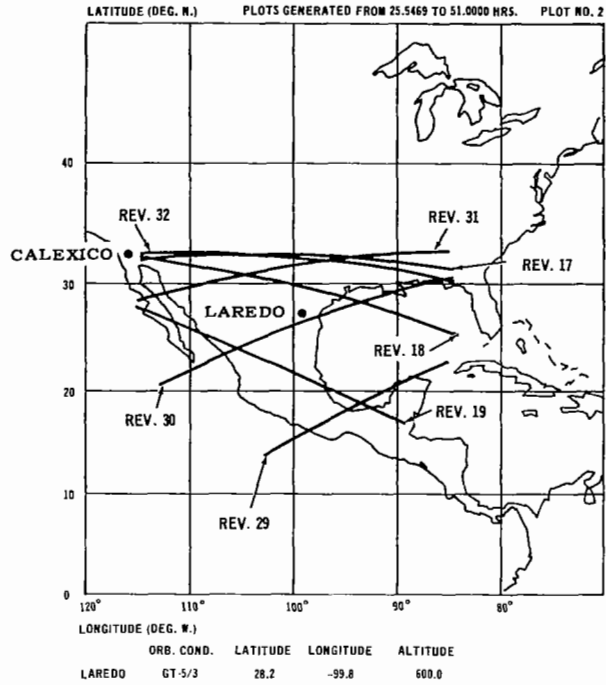 LATITUDE (DEG. N.) PLOTS GENERATED FROM 25.5469 TO 51.0000 HRS. PLOT NO. 2
40
REV. 32
REV. 31
CALEXICO
REV. 17
30
LAREDO
REV. 18
20
REV. 30
REV. 19
10
REV. 29
0
120° 110° 100° 90° 80°
LONGITUDE (DEG. W.)
ORB. COND. LATITUDE LONGITUDE ALTITUDE
LAREDO GT-5/3 28.2 -99.8 600.0